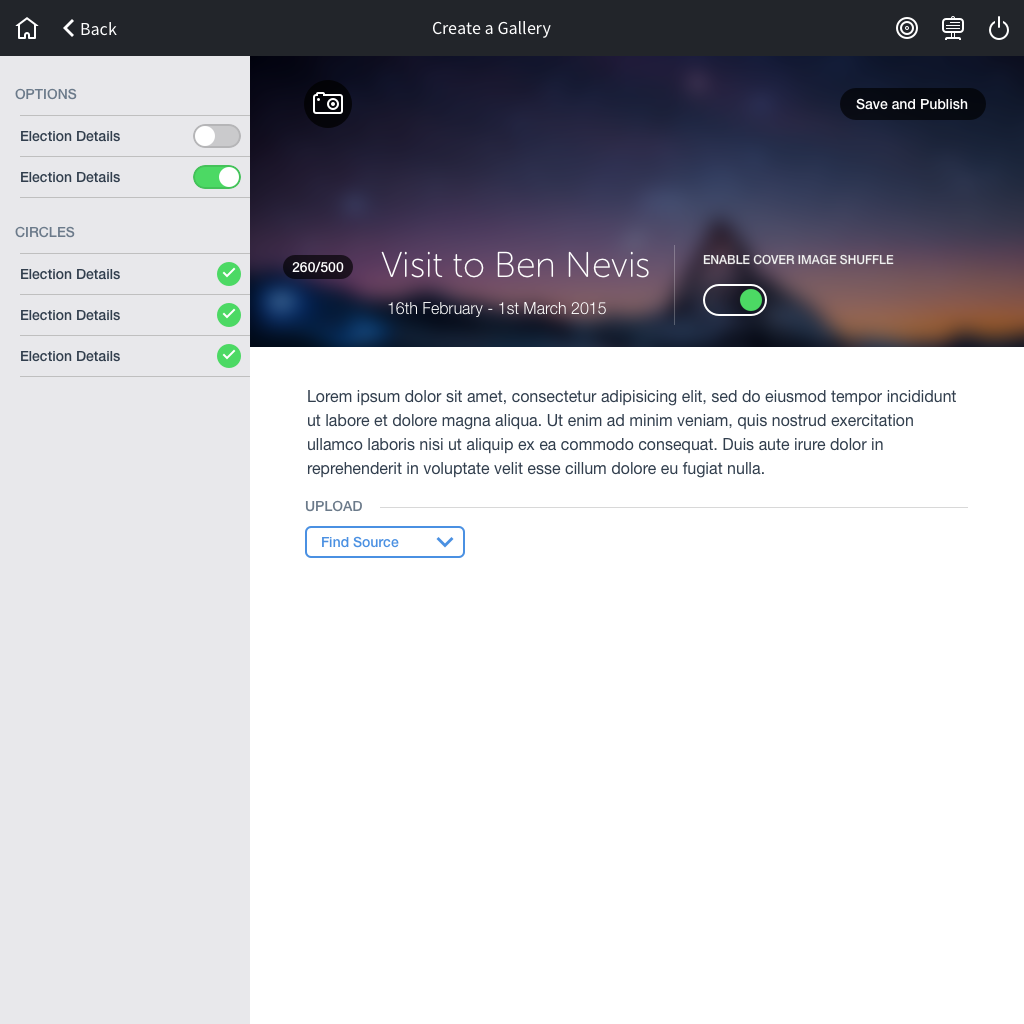 Back
Create a Gallery
OPTIONS
Election Details
Election Details
CIRCLES
Election Details
Election Details
Election Details
Save and Publish
260/500
Visit to Ben Nevis
16th February - 1st March 2015
ENABLE COVER IMAGE SHUFFLE
Lorem ipsum dolor sit amet, consectetur adipisicing elit, sed do eiusmod tempor incididunt
ut labore et dolore magna aliqua. Ut enim ad minim veniam, quis nostrud exercitation
ullamco laboris nisi ut aliquip ex ea commodo consequat. Duis aute irure dolor in
reprehenderit in voluptate velit esse cillum dolore eu fugiat nulla.
UPLOAD
Find Source